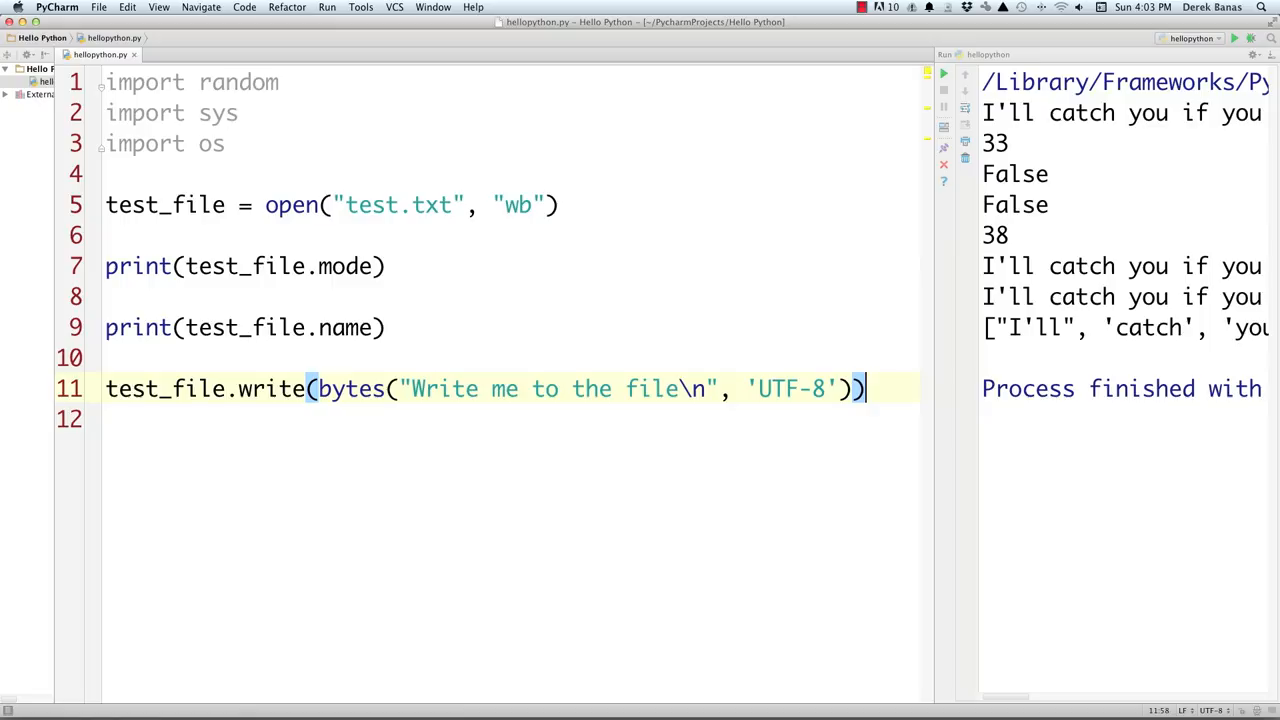 PyCharm File Edit View Navigate Code Refactor Run Tools VCS Window Help 10 Sun 4:03 PM Derek Banas
hellopython.py – Hello Python – [~/PycharmProjects/Hello Python]
Hello Python hellopython.py hellopython
hellopython.py Run hellopython
Hello P
hell
Externa
1 import random
2 import sys
3 import os
4
5 test_file = open("test.txt", "wb")
6
7 print(test_file.mode)
8
9 print(test_file.name)
10
11 test_file.write(bytes("Write me to the file\n", 'UTF-8'))
12
/Library/Frameworks/Py
I'll catch you if you
33
False
False
38
I'll catch you if you
I'll catch you if you
["I'll", 'catch', 'you
Process finished with
11:58 LF UTF-8